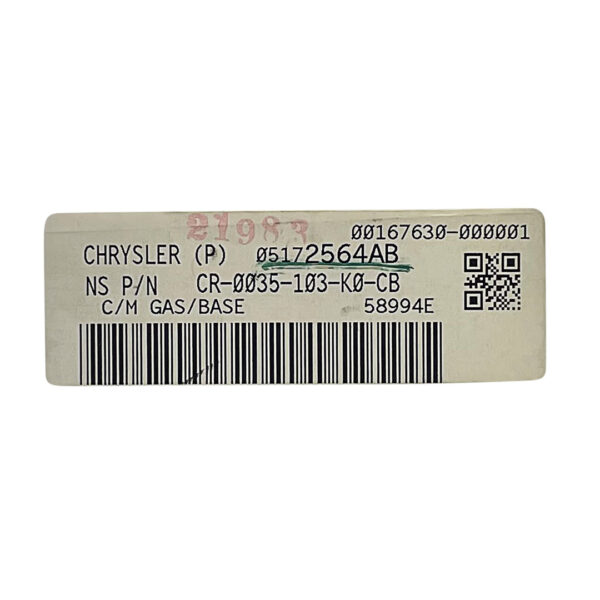 21983
00167630-000001
CHRYSLER (P) 05172564AB
NS P/N CR-0035-103-K0-CB
C/M GAS/BASE 58994E